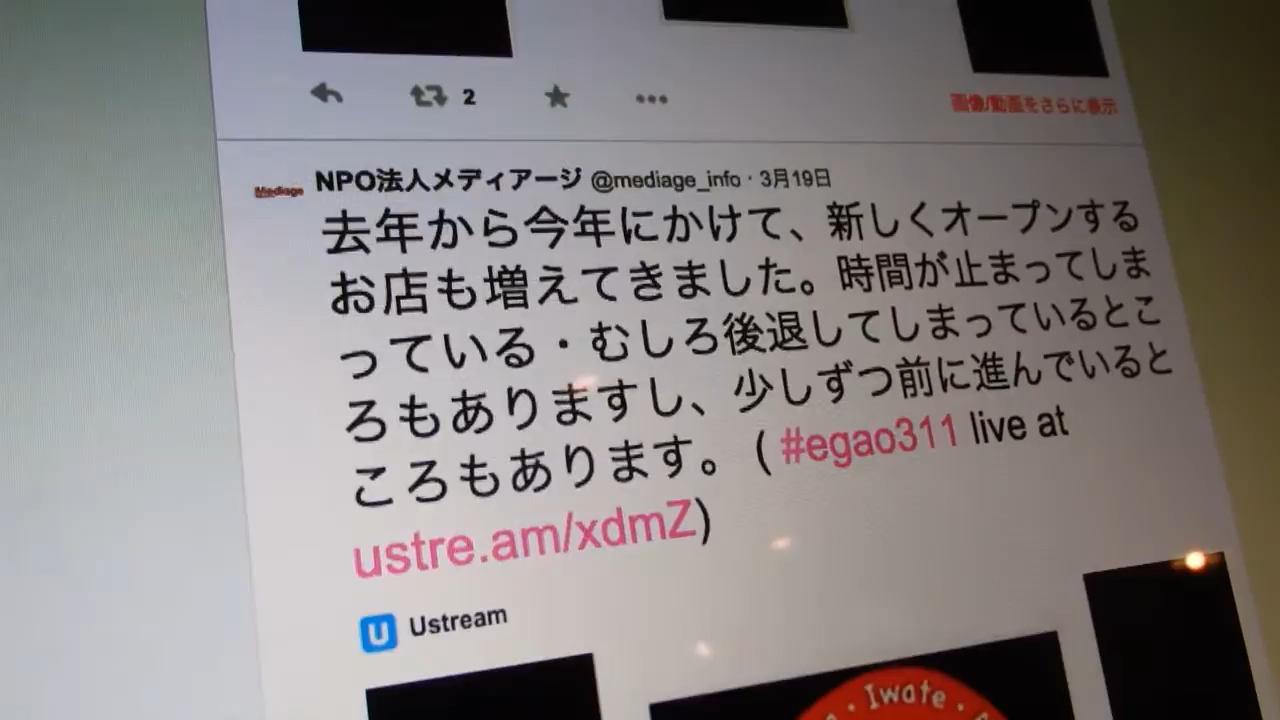 2
画像/動画をさらに表示
Mediage
NPO法人メディアージ @mediage_info · 3月19日
去年から今年にかけて、新しくオープンする
お店も増えてきました。時間が止まってしま
っている・むしろ後退してしまっているとこ
ろもありますし、少しずつ前に進んでいると
ころもあります。 ( #egao311 live at
ustre.am/xdmZ)
U Ustream
· Iwate ·